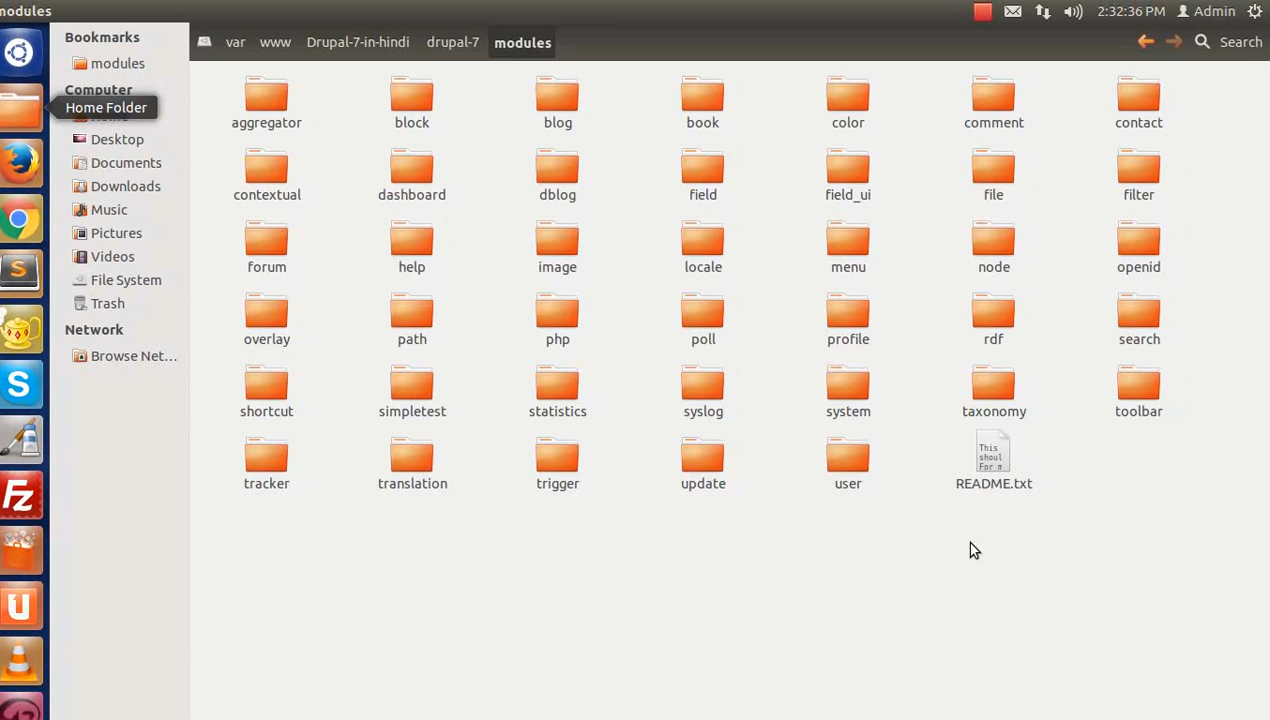 modules
2:32:36 PM Admin
Bookmarks
modules
Computer
Home Folder
Desktop
Documents
Downloads
Music
Pictures
Videos
File System
Trash
Network
Browse Net...
var www Drupal-7-in-hindi drupal-7 modules
Search
aggregator block blog book color comment contact
contextual dashboard dblog field field_ui file filter
forum help image locale menu node openid
overlay path php poll profile rdf search
shortcut simpletest statistics syslog system taxonomy toolbar
This
shoul
For m
tracker translation trigger update user README.txt